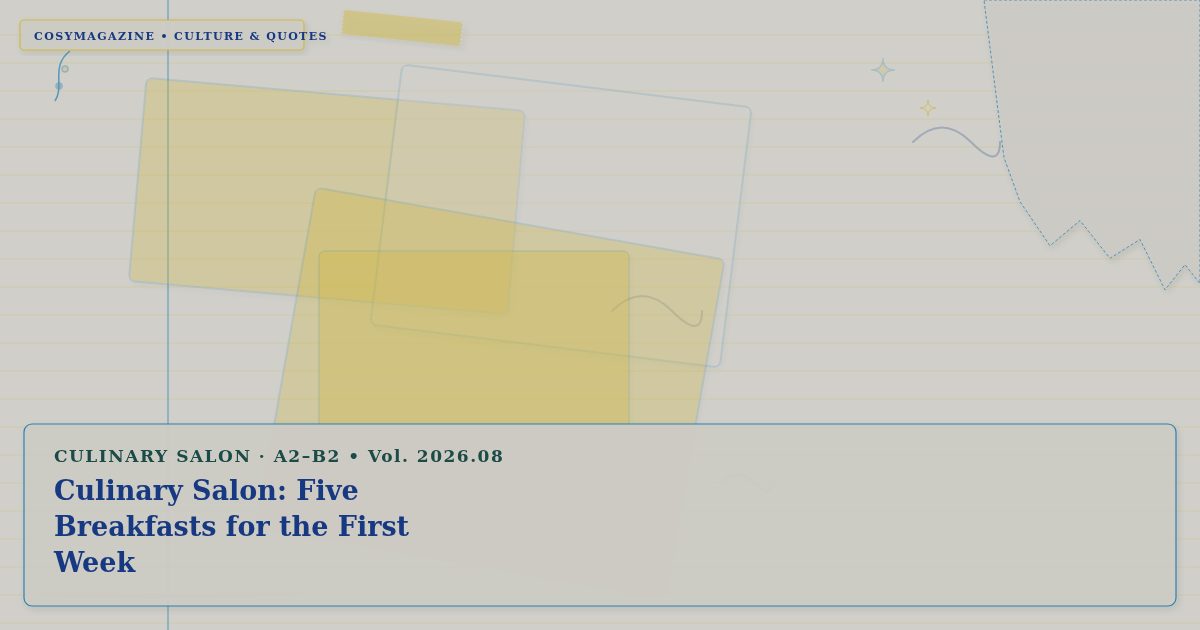 COSYMAGAZINE • CULTURE & QUOTES
CULINARY SALON · A2–B2 • Vol. 2026.08
Culinary Salon: Five
Breakfasts for the First
Week